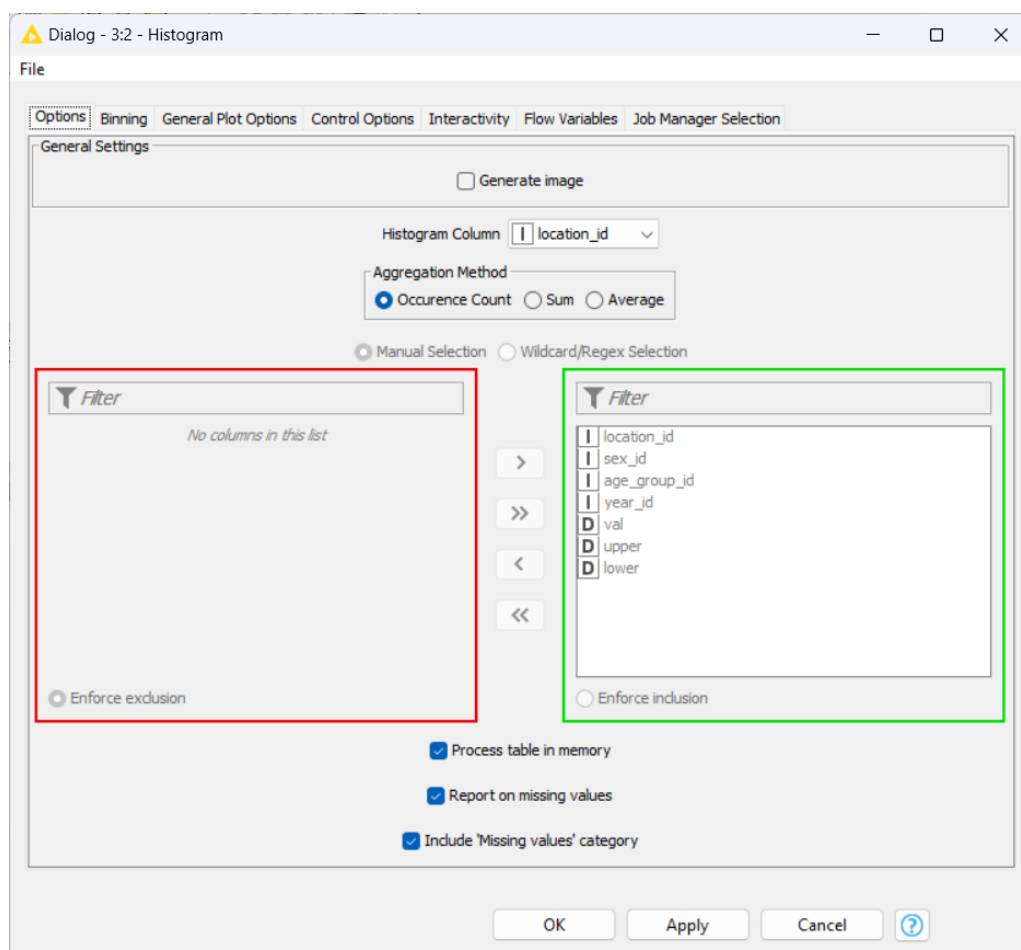 Dialog - 3:2 - Histogram
File
Options Binning General Plot Options Control Options Interactivity Flow Variables Job Manager Selection
General Settings
Generate image
Histogram Column I location_id
Aggregation Method
Occurence Count Sum Average
Manual Selection Wildcard/Regex Selection
Filter
No columns in this list
Enforce exclusion
>
>>
<
<<
Filter
I location_id
I sex_id
I age_group_id
I year_id
D val
D upper
D lower
Enforce inclusion
Process table in memory
Report on missing values
Include 'Missing values' category
OK Apply Cancel ?